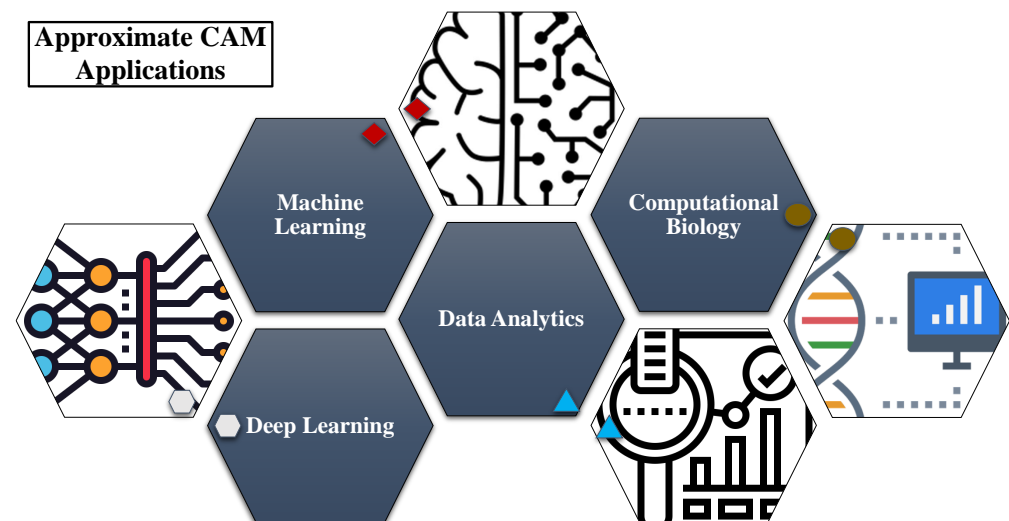 Approximate CAM
Applications
Machine
Learning
Computational
Biology
Data Analytics
Deep Learning